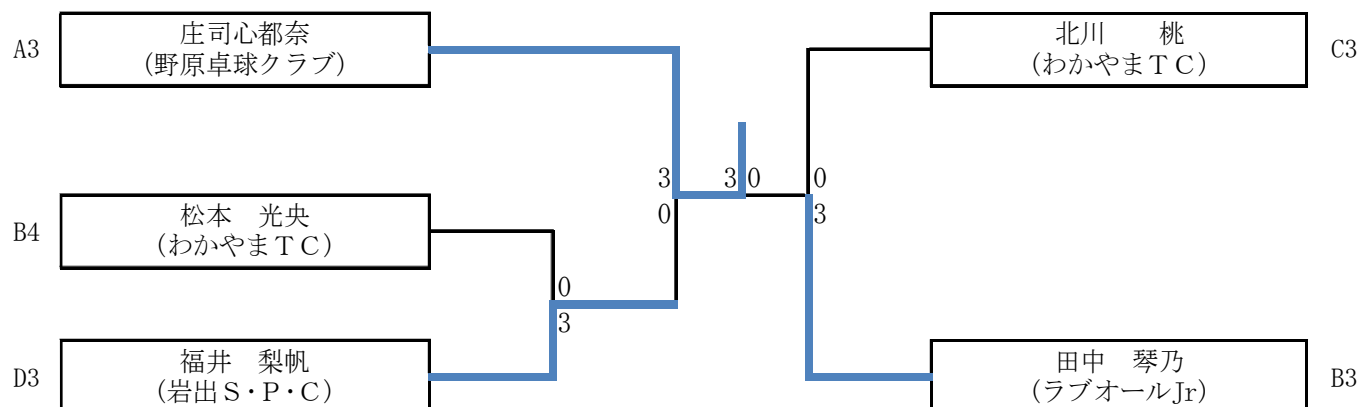 A3
庄司心都奈
(野原卓球クラブ)
北川　　桃
(わかやまＴＣ)
C3
3
3
0
0
0
3
B4
松本　光央
(わかやまＴＣ)
0
3
D3
福井　梨帆
(岩出Ｓ・Ｐ・Ｃ)
田中　琴乃
(ラブオールJr)
B3